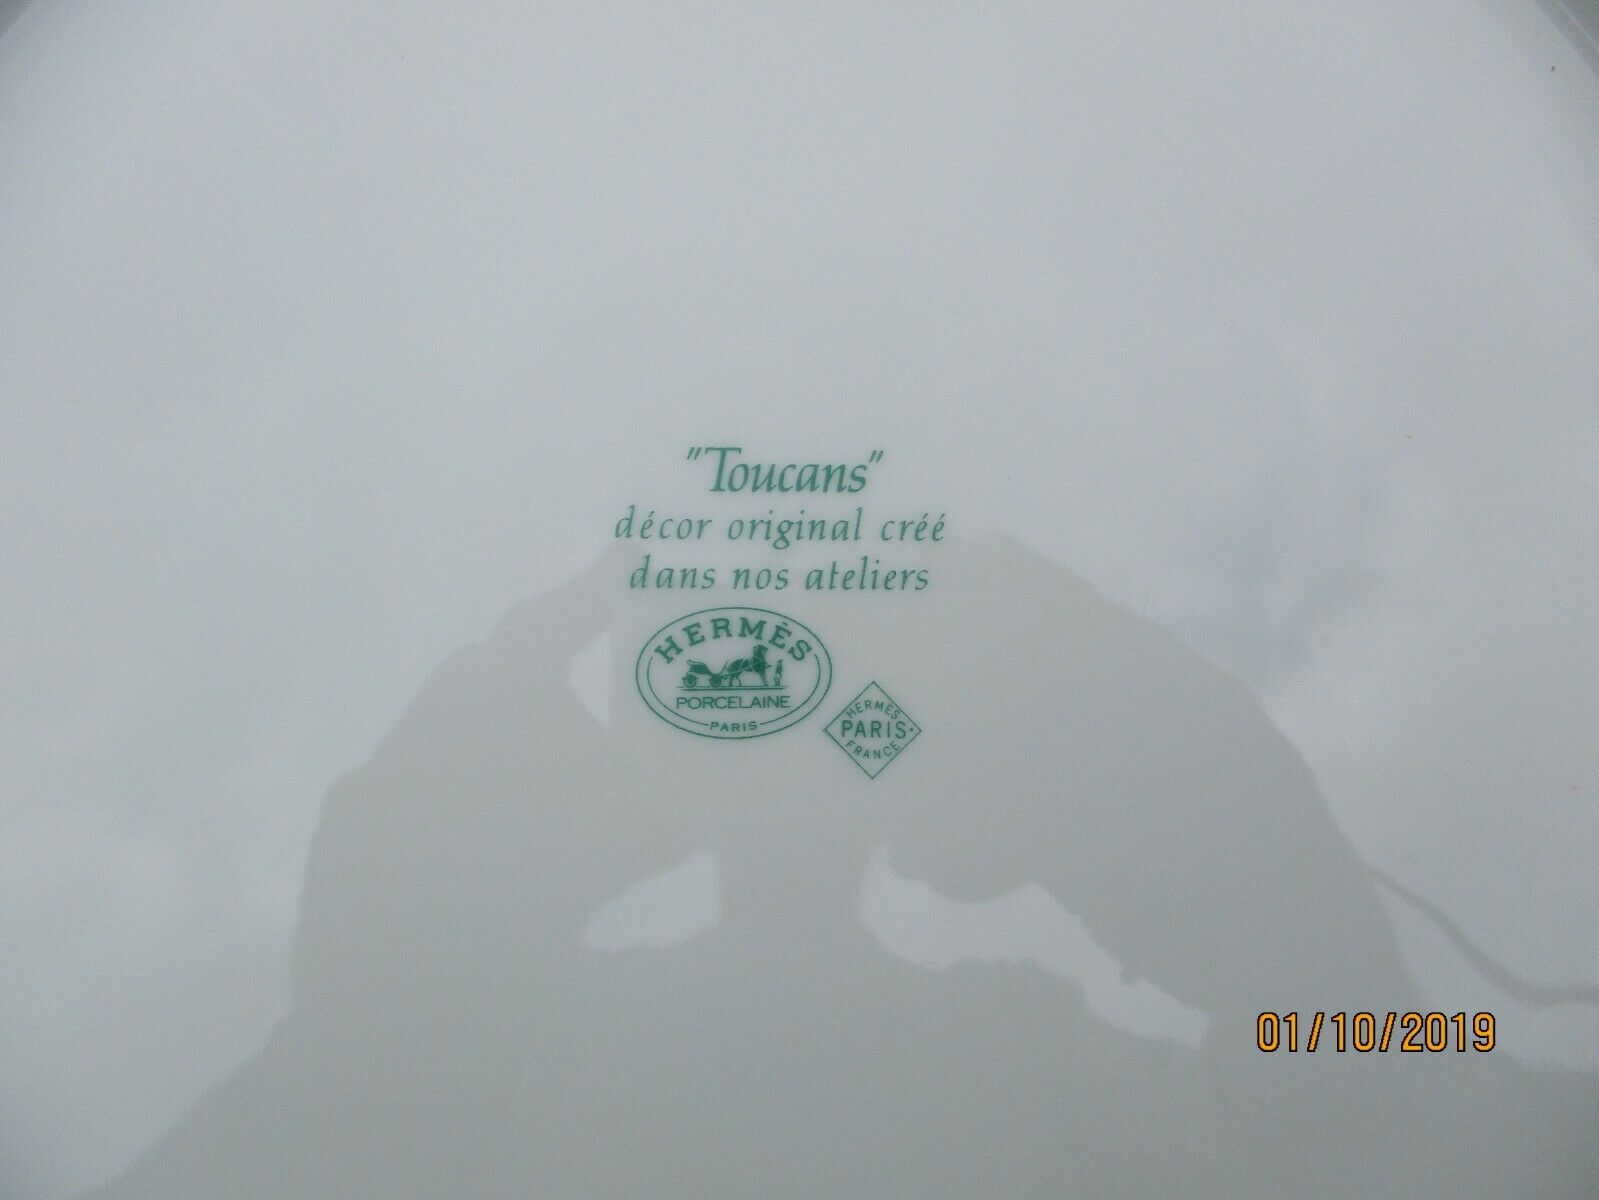 "Toucans"
décor original créé
dans nos ateliers
HERMÈS
PORCELAINE
PARIS
HERMÈS
PARIS
FRANCE
01/10/2019